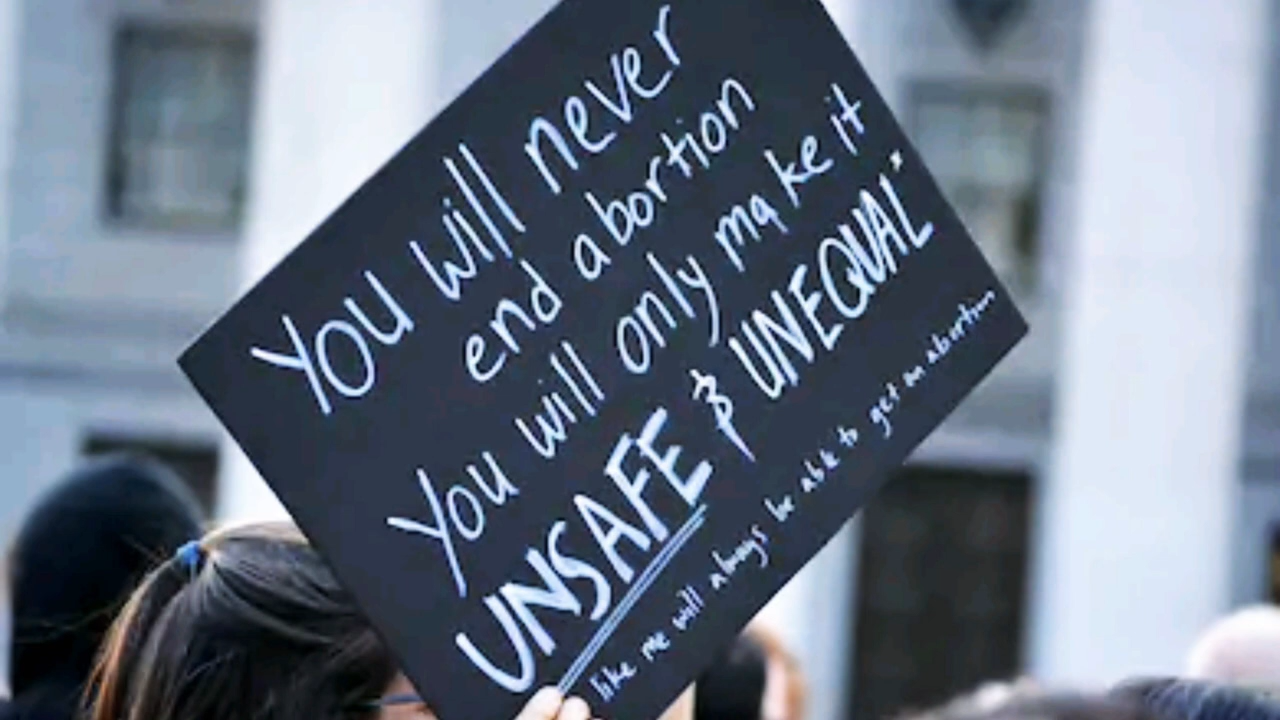 You will never
end abortion
You will only make it
UNSAFE & UNEQUAL*
like me will always be able to get an abortion